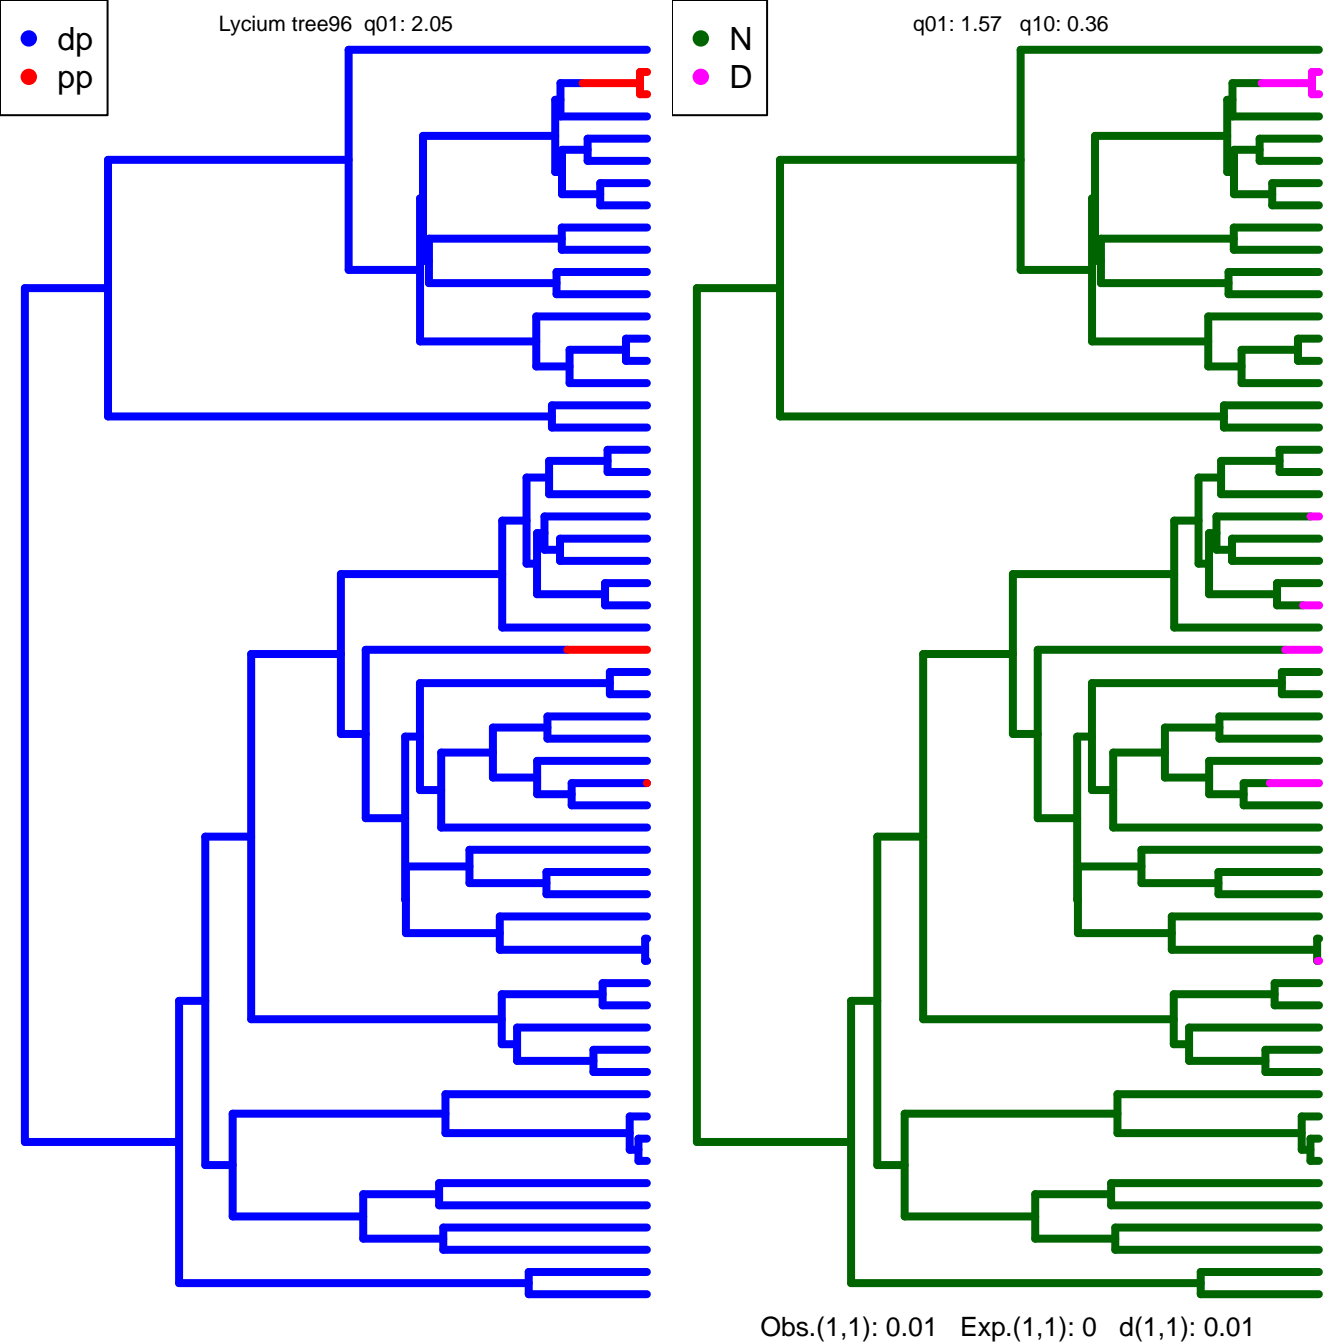 Lycium tree96  q01: 2.05
dp
pp
q01: 1.57   q10: 0.36
N
D
Obs.(1,1): 0.01   Exp.(1,1): 0   d(1,1): 0.01